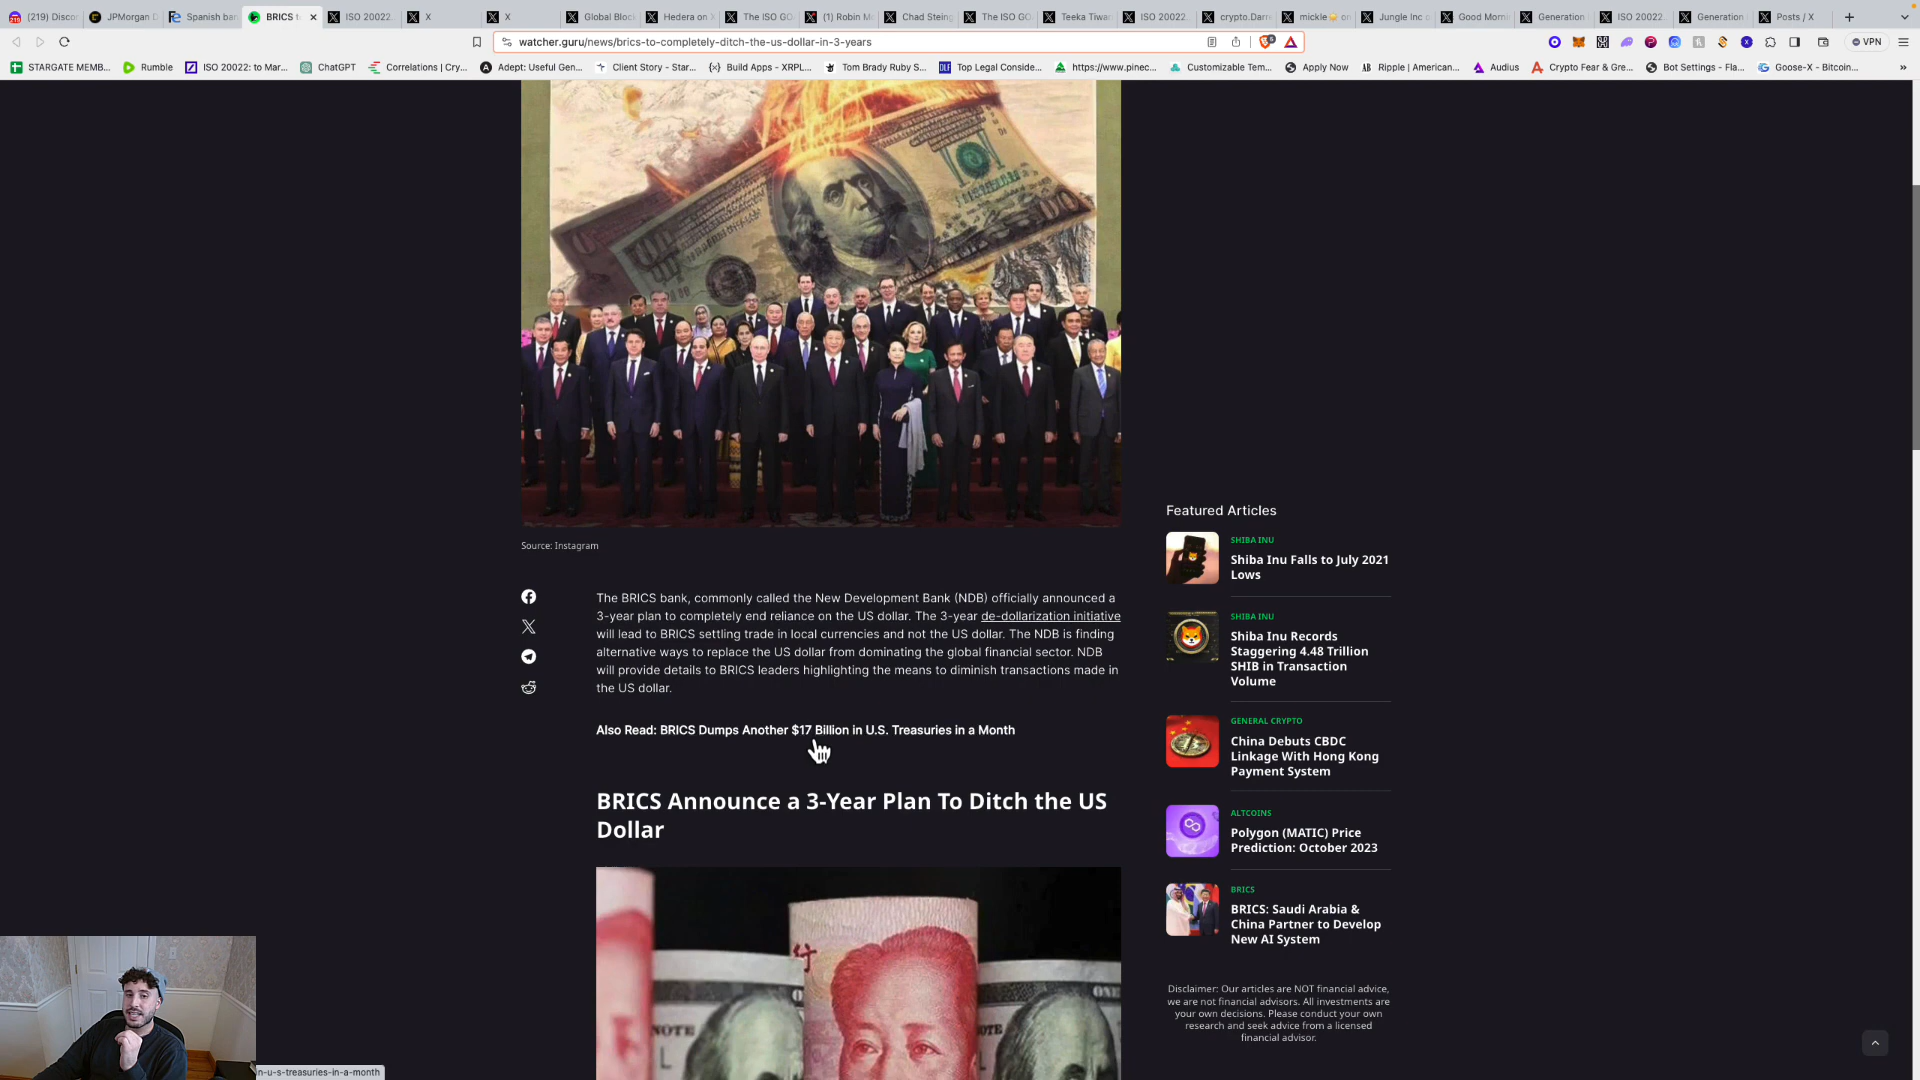 (219) Discor
JPMorgan D
Spanish ban
BRICS t
ISO 20022
X
X
Global Bloc
Hedera on X
The ISO GO
(1) Robin M
Chad Steing
The ISO GO
Teeka Tiwar
ISO 20022
crypto.Darr
mickle on
Jungle Inc o
Good Morni
Generation
ISO 20022
Generation
Posts / X
watcher.guru/news/brics-to-completely-ditch-the-us-dollar-in-3-years
VPN
STARGATE MEMB...
Rumble
ISO 20022: to Mar...
ChatGPT
Correlations | Cry...
Adept: Useful Gen...
Client Story - Star...
Build Apps - XRPL...
Tom Brady Ruby S...
DLF Top Legal Conside...
https://www.pinec...
Customizable Tem...
Apply Now
Ripple | American...
Audius
Crypto Fear & Gre...
Bot Settings - Fla...
Goose-X - Bitcoin...
Source: Instagram
The BRICS bank, commonly called the New Development Bank (NDB) officially announced a
3-year plan to completely end reliance on the US dollar. The 3-year de-dollarization initiative
will lead to BRICS settling trade in local currencies and not the US dollar. The NDB is finding
alternative ways to replace the US dollar from dominating the global financial sector. NDB
will provide details to BRICS leaders highlighting the means to diminish transactions made in
the US dollar.
Also Read: BRICS Dumps Another $17 Billion in U.S. Treasuries in a Month
BRICS Announce a 3-Year Plan To Ditch the US
Dollar
Featured Articles
SHIBA INU
Shiba Inu Falls to July 2021
Lows
SHIBA INU
Shiba Inu Records
Staggering 4.48 Trillion
SHIB in Transaction
Volume
GENERAL CRYPTO
China Debuts CBDC
Linkage With Hong Kong
Payment System
ALTCOINS
Polygon (MATIC) Price
Prediction: October 2023
BRICS
BRICS: Saudi Arabia &
China Partner to Develop
New AI System
Disclaimer: Our articles are NOT financial advice,
we are not financial advisors. All investments are
your own decisions. Please conduct your own
research and seek advice from a licensed
financial advisor.
n-u-s-treasuries-in-a-month